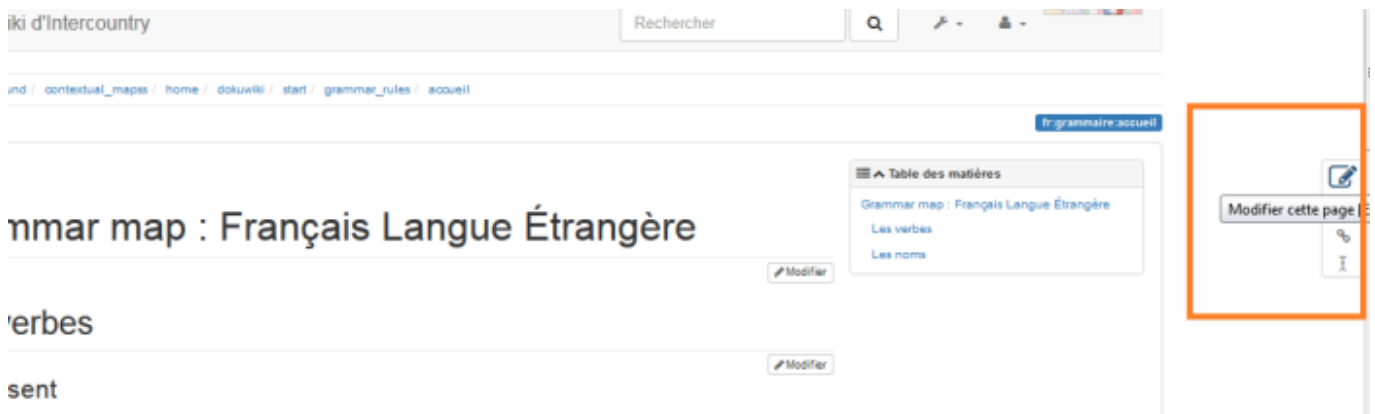 iki d'Intercountry
Rechercher
und / contextual_mapss / home / dokuwiki / start / grammar_rules / accueil
fr:grammaire:accueil
Table des matières
Grammar map : Français Langue Étrangère
Les verbes
Les noms
Modifier cette page [E
mmar map : Français Langue Étrangère
Modifier
verbes
Modifier
sent